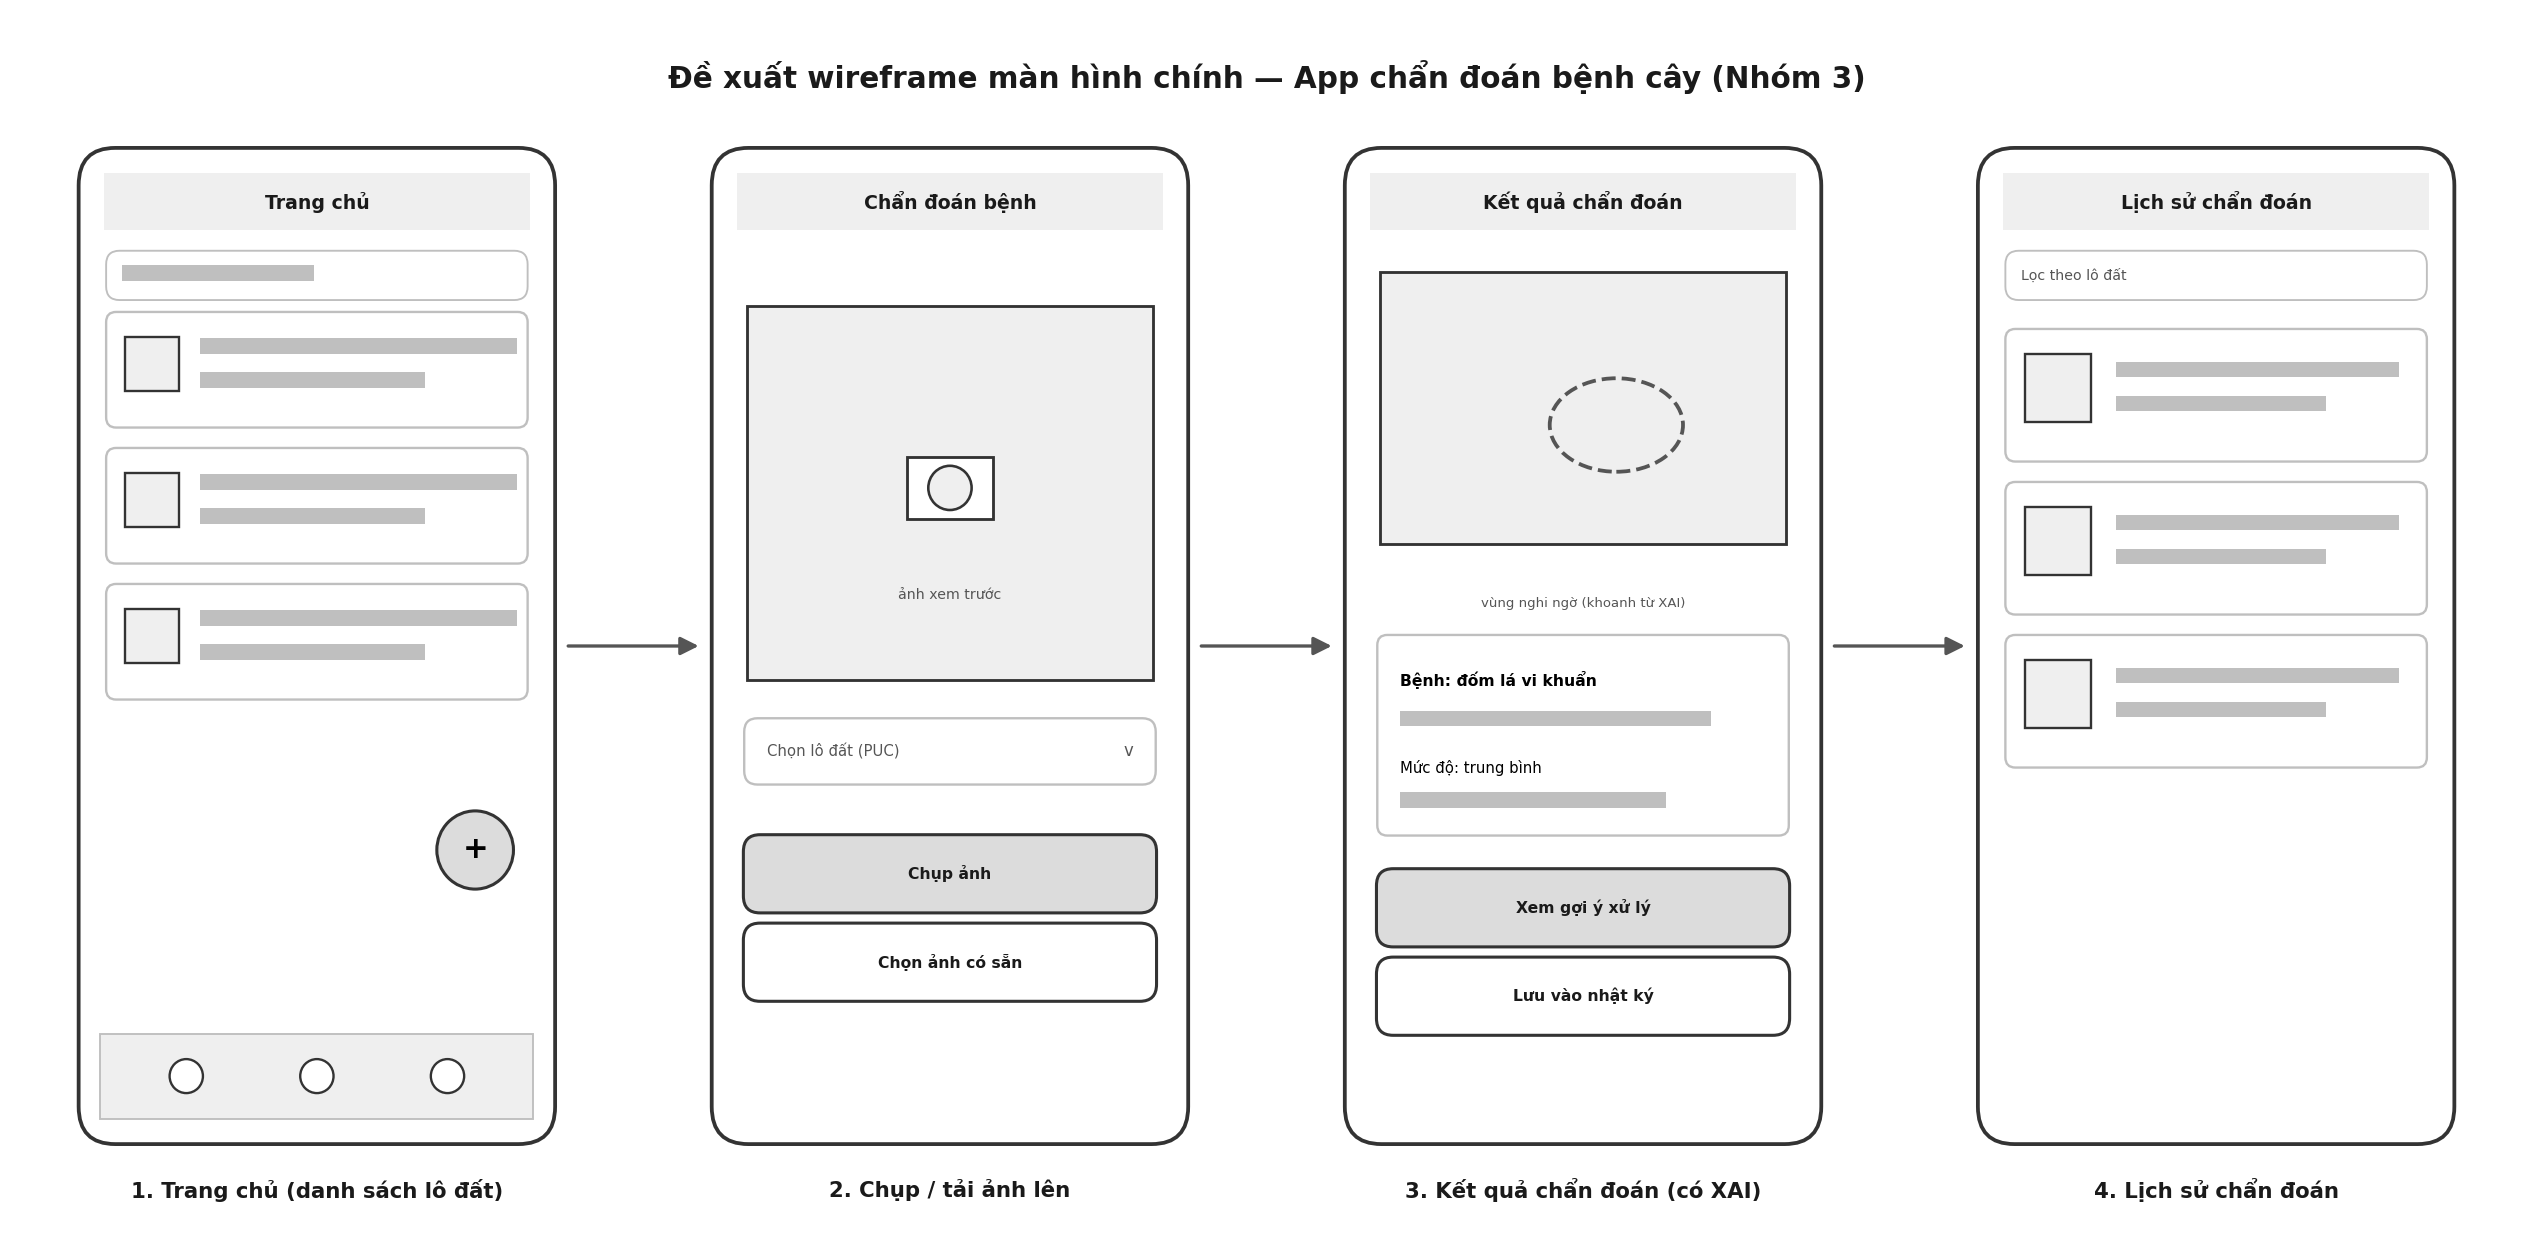 Đề xuất wireframe màn hình chính — App chẩn đoán bệnh cây (Nhóm 3)
Trang chủ
+
1. Trang chủ (danh sách lô đất)
Chẩn đoán bệnh
ảnh xem trước
Chọn lô đất (PUC) v
Chụp ảnh
Chọn ảnh có sẵn
2. Chụp / tải ảnh lên
Kết quả chẩn đoán
vùng nghi ngờ (khoanh từ XAI)
Bệnh: đốm lá vi khuẩn
Mức độ: trung bình
Xem gợi ý xử lý
Lưu vào nhật ký
3. Kết quả chẩn đoán (có XAI)
Lịch sử chẩn đoán
Lọc theo lô đất
4. Lịch sử chẩn đoán